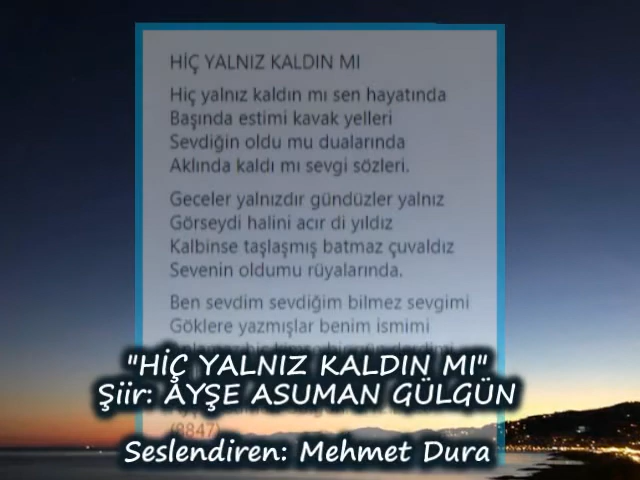 HİÇ YALNIZ KALDIN MI
Hiç yalnız kaldın mı sen hayatında
Başında estimi kavak yelleri
Sevdiğin oldu mu dualarında
Aklında kaldı mı sevgi sözleri.
Geceler yalnızdır gündüzler yalnız
Görseydi halini acır di yıldız
Kalbinse taşlaşmış batmaz çuvaldız
Sevenin oldumu rüyalarında.
Ben sevdim sevdiğim bilmez sevgimi
Göklere yazmışlar benim ismimi
"HİÇ YALNIZ KALDIN MI"
Şiir: AYŞE ASUMAN GÜLGÜN
(8847)
Seslendiren: Mehmet Dura